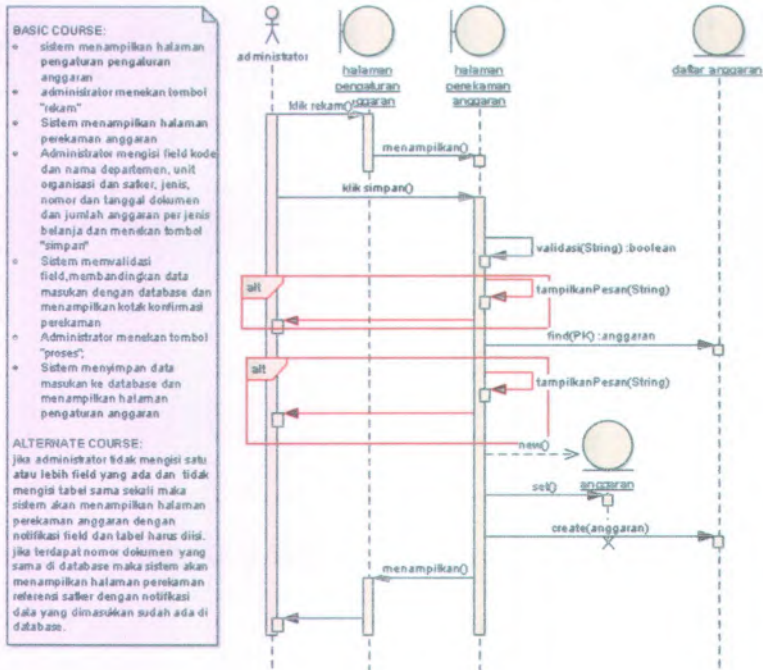 BASIC COURSE:
sistem menampilkan halaman
pengaturan pengaturan
anggaran
administrator menekan tombol
"rekam"
Sistem menampilkan halaman
perekaman anggaran
Administrator mengisi field kode
dan nama departemen, unit
organisasi dan satker, jenis,
nomor dan tanggal dokumen
dan jumlah anggaran per jenis
belanja dan menekan tombol
"simpan"
Sistem memvalidasi
field,membandingkan data
masukan dengan database dan
menampilkan kotak konfirmasi
perekaman
Administrator menekan tombol
"proses";
Sistem menyimpan data
masukan ke database dan
menampilkan halaman
pengaturan anggaran
ALTERNATE COURSE:
jika administrator tidak mengisi satu
atau lebih field yang ada dan tidak
mengisi tabel sama sekali maka
sistem akan menampilkan halaman
perekaman anggaran dengan
notifikasi field dan tabel harus diisi.
jika terdapat nomor dokumen yang
sama di database maka sistem akan
menampilkan halaman perekaman
referensi satker dengan notifikasi
data yang dimasukkan sudah ada di
database.
administrator
halaman
pengaturan
anggaran
halaman
perekaman
anggaran
daftar anggaran
klik rekam()
menampilkan()
klik simpan()
validasi(String) :boolean
alt
tampilkanPesan(String)
find(PK) :anggaran
alt
tampilkanPesan(String)
new()
anggaran
set()
create(anggaran)
menampilkan()